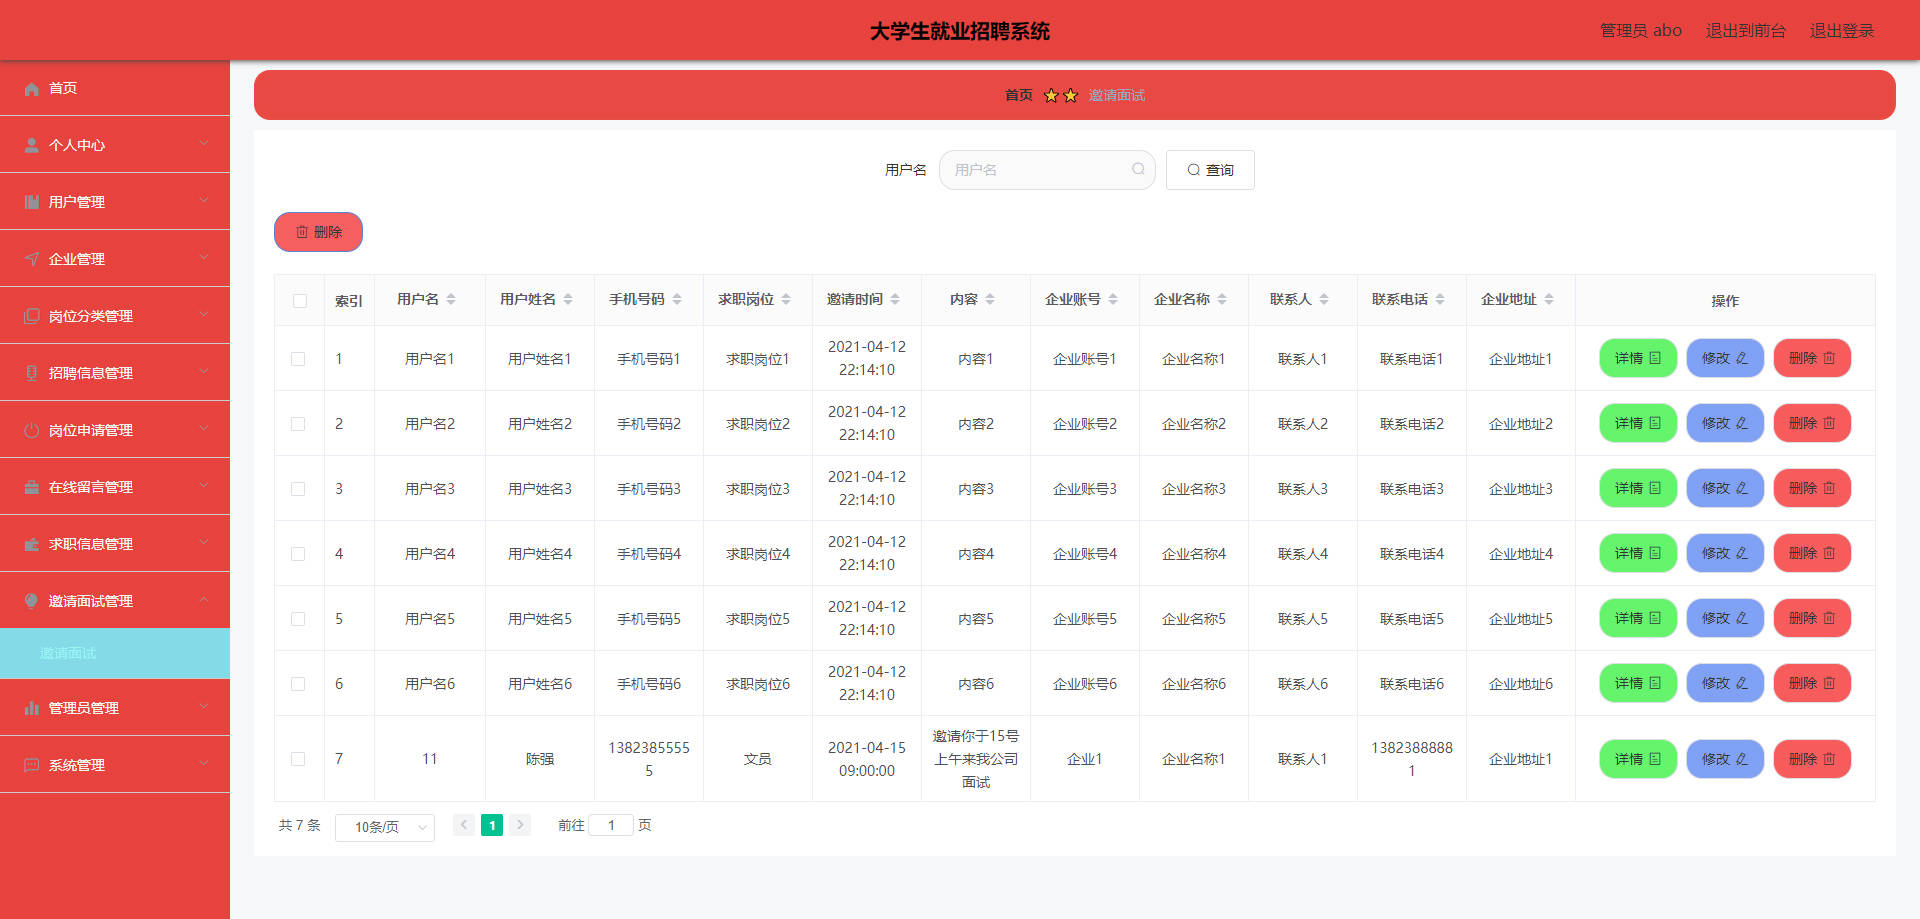 大学生就业招聘系统
管理员 abo 退出到前台 退出登录
首页
个人中心
用户管理
企业管理
岗位分类管理
招聘信息管理
岗位申请管理
在线留言管理
求职信息管理
邀请面试管理
邀请面试
管理员管理
系统管理
首页 邀请面试
用户名 用户名 查询
删除
索引 用户名 用户姓名 手机号码 求职岗位 邀请时间 内容 企业账号 企业名称 联系人 联系电话 企业地址 操作
1 用户名1 用户姓名1 手机号码1 求职岗位1 2021-04-12 22:14:10 内容1 企业账号1 企业名称1 联系人1 联系电话1 企业地址1 详情 修改 删除
2 用户名2 用户姓名2 手机号码2 求职岗位2 2021-04-12 22:14:10 内容2 企业账号2 企业名称2 联系人2 联系电话2 企业地址2 详情 修改 删除
3 用户名3 用户姓名3 手机号码3 求职岗位3 2021-04-12 22:14:10 内容3 企业账号3 企业名称3 联系人3 联系电话3 企业地址3 详情 修改 删除
4 用户名4 用户姓名4 手机号码4 求职岗位4 2021-04-12 22:14:10 内容4 企业账号4 企业名称4 联系人4 联系电话4 企业地址4 详情 修改 删除
5 用户名5 用户姓名5 手机号码5 求职岗位5 2021-04-12 22:14:10 内容5 企业账号5 企业名称5 联系人5 联系电话5 企业地址5 详情 修改 删除
6 用户名6 用户姓名6 手机号码6 求职岗位6 2021-04-12 22:14:10 内容6 企业账号6 企业名称6 联系人6 联系电话6 企业地址6 详情 修改 删除
7 11 陈强 13823855555 文员 2021-04-15 09:00:00 邀请你于15号上午来我公司面试 企业1 企业名称1 联系人1 13823888881 企业地址1 详情 修改 删除
共 7 条 10条/页 1 前往 1 页